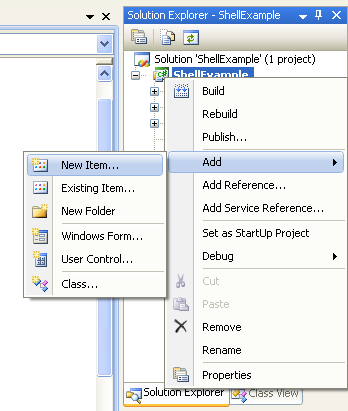 Solution Explorer - ShellExample
Solution 'ShellExample' (1 project)
ShellExample
Build
Rebuild
Publish...
Add
Add Reference...
Add Service Reference...
Set as StartUp Project
Debug
Cut
Paste
Remove
Rename
Properties
New Item...
Existing Item...
New Folder
Windows Form...
User Control...
Class...
Solution Explorer
Class View